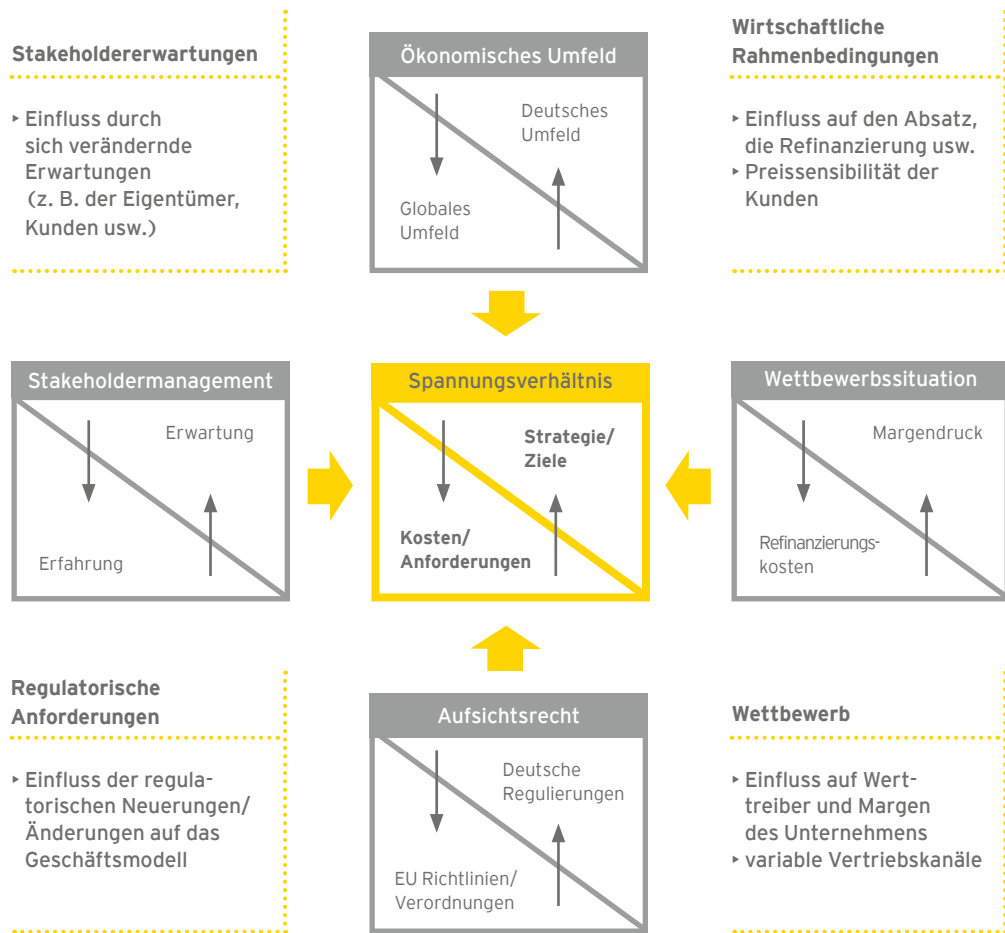 Stakeholdererwartungen
‣ Einfluss durch
sich verändernde
Erwartungen
(z. B. der Eigentümer,
Kunden usw.)
Ökonomisches Umfeld
Deutsches
Umfeld
Globales
Umfeld
Wirtschaftliche
Rahmenbedingungen
‣ Einfluss auf den Absatz,
die Refinanzierung usw.
‣ Preissensibilität der
Kunden
Stakeholdermanagement
Erwartung
Erfahrung
Spannungsverhältnis
Strategie/
Ziele
Kosten/
Anforderungen
Wettbewerbssituation
Margendruck
Refinanzierungs-
kosten
Regulatorische
Anforderungen
‣ Einfluss der regula-
torischen Neuerungen/
Änderungen auf das
Geschäftsmodell
Aufsichtsrecht
Deutsche
Regulierungen
EU Richtlinien/
Verordnungen
Wettbewerb
‣ Einfluss auf Wert-
treiber und Margen
des Unternehmens
‣ variable Vertriebskanäle